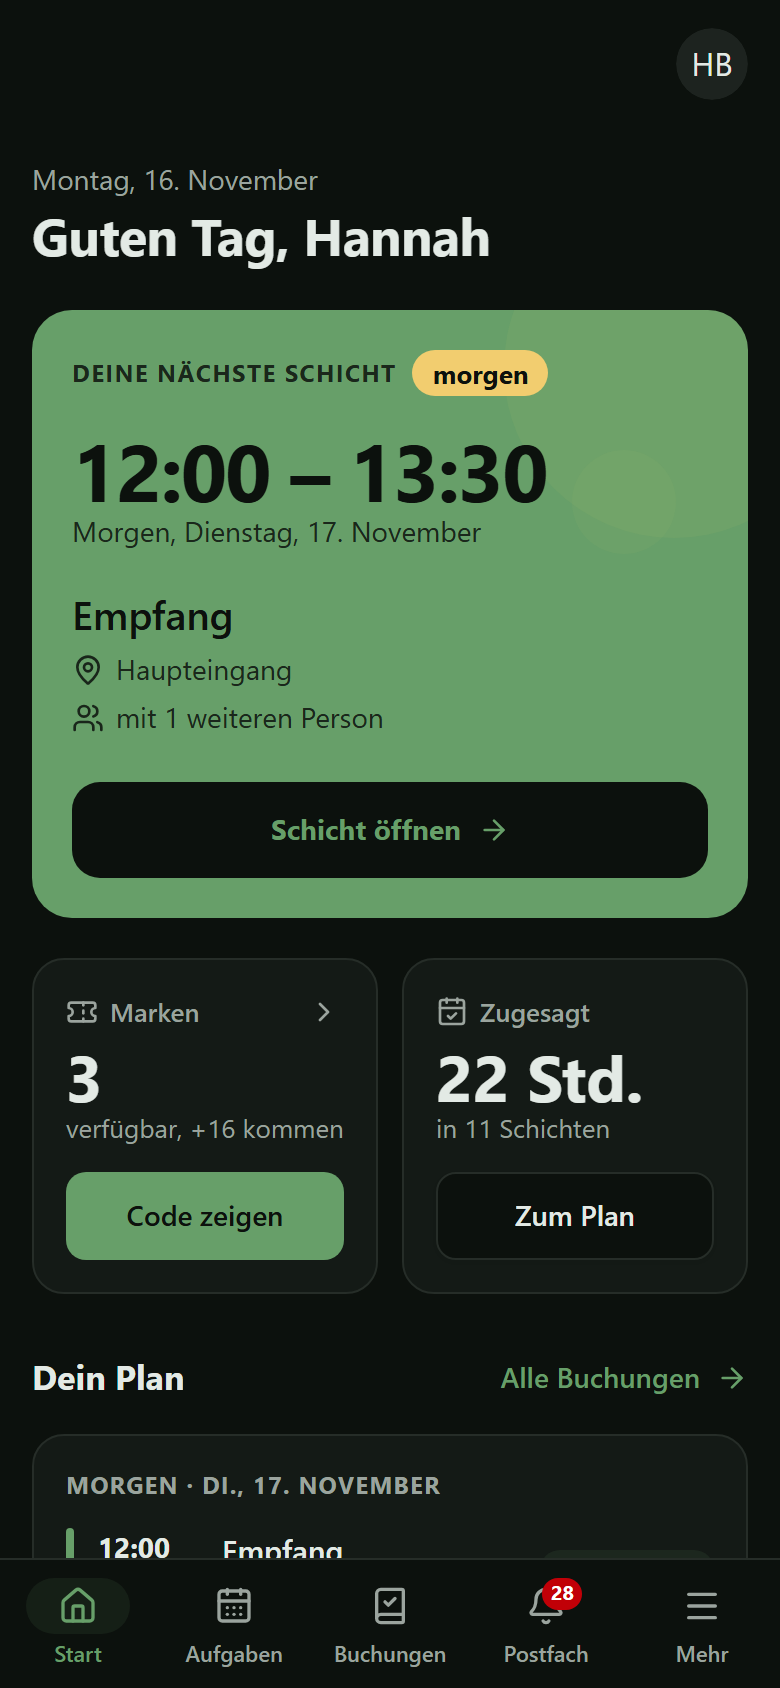 HB
Montag, 16. November
Guten Tag, Hannah
DEINE NÄCHSTE SCHICHT morgen
12:00 – 13:30
Morgen, Dienstag, 17. November
Empfang
Haupteingang
mit 1 weiteren Person
Schicht öffnen
Marken
3
verfügbar, +16 kommen
Code zeigen
Zugesagt
22 Std.
in 11 Schichten
Zum Plan
Dein Plan
Alle Buchungen
MORGEN · DI., 17. NOVEMBER
12:00 Empfang
28
Start
Aufgaben
Buchungen
Postfach
Mehr